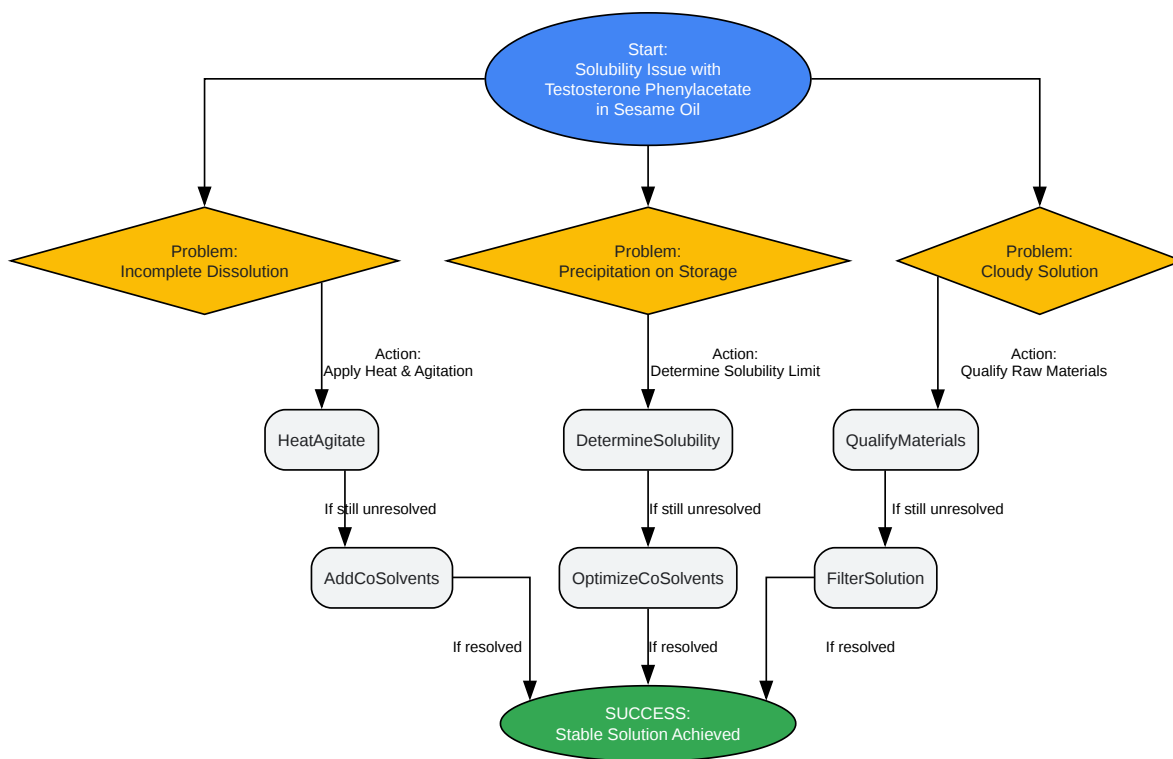 Start:
Solubility Issue with
Testosterone Phenylacetate
in Sesame Oil
Problem:
Incomplete Dissolution
Problem:
Precipitation on Storage
Problem:
Cloudy Solution
Action:
Apply Heat & Agitation
Action:
Determine Solubility Limit
Action:
Qualify Raw Materials
HeatAgitate
DetermineSolubility
QualifyMaterials
If still unresolved
If still unresolved
If still unresolved
AddCoSolvents
OptimizeCoSolvents
FilterSolution
If resolved
If resolved
If resolved
SUCCESS:
Stable Solution Achieved